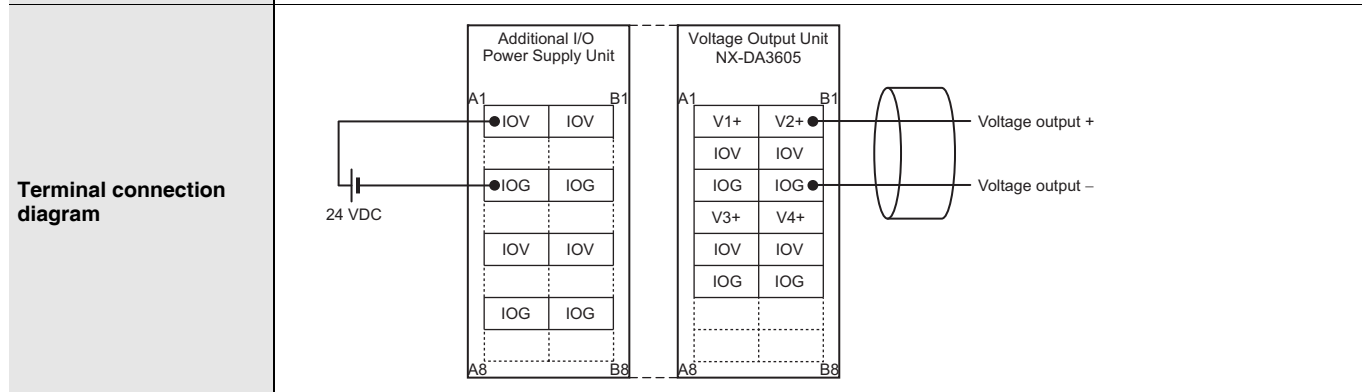 Terminal connection
diagram
Additional I/O
Power Supply Unit
A1 B1
IOV IOV
IOG IOG
IOV IOV
IOG IOG
A8 B8
24 VDC
Voltage Output Unit
NX-DA3605
A1 B1
V1+ V2+
IOV IOV
IOG IOG
V3+ V4+
IOV IOV
IOG IOG
A8 B8
Voltage output +
Voltage output –